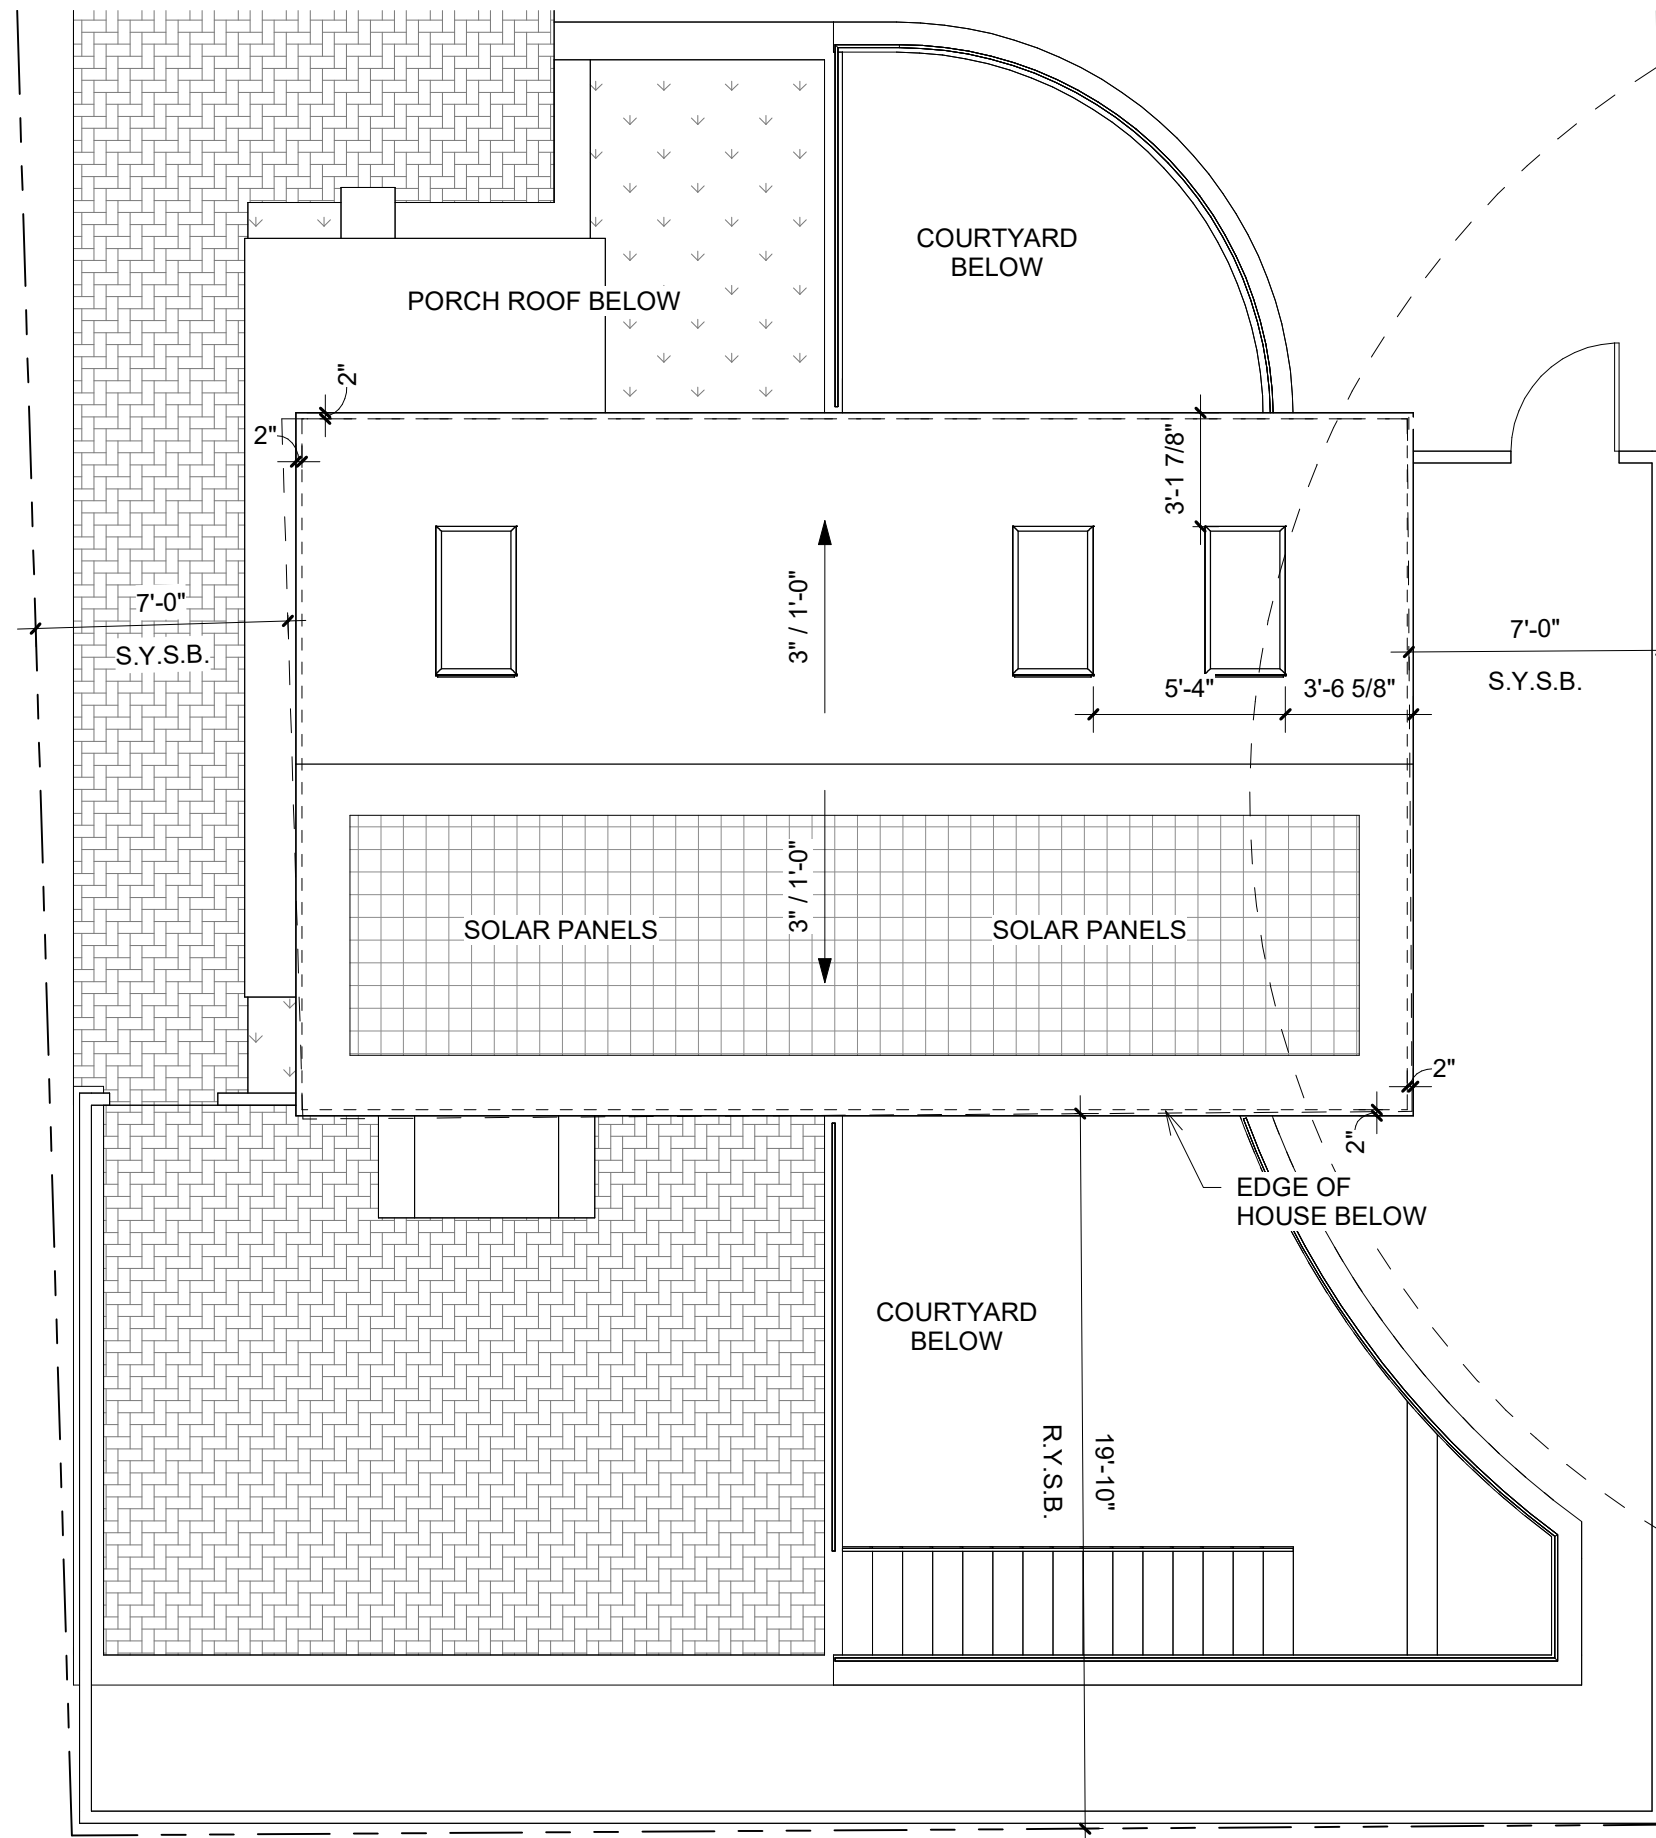 COURTYARD
BELOW
PORCH ROOF BELOW
2"
2"
3'-1 7/8"
3" / 1'-0"
7'-0"
S.Y.S.B.
7'-0"
S.Y.S.B.
5'-4"
3'-6 5/8"
3" / 1'-0"
SOLAR PANELS
SOLAR PANELS
2"
2"
EDGE OF
HOUSE BELOW
COURTYARD
BELOW
19'-10"
R.Y.S.B.